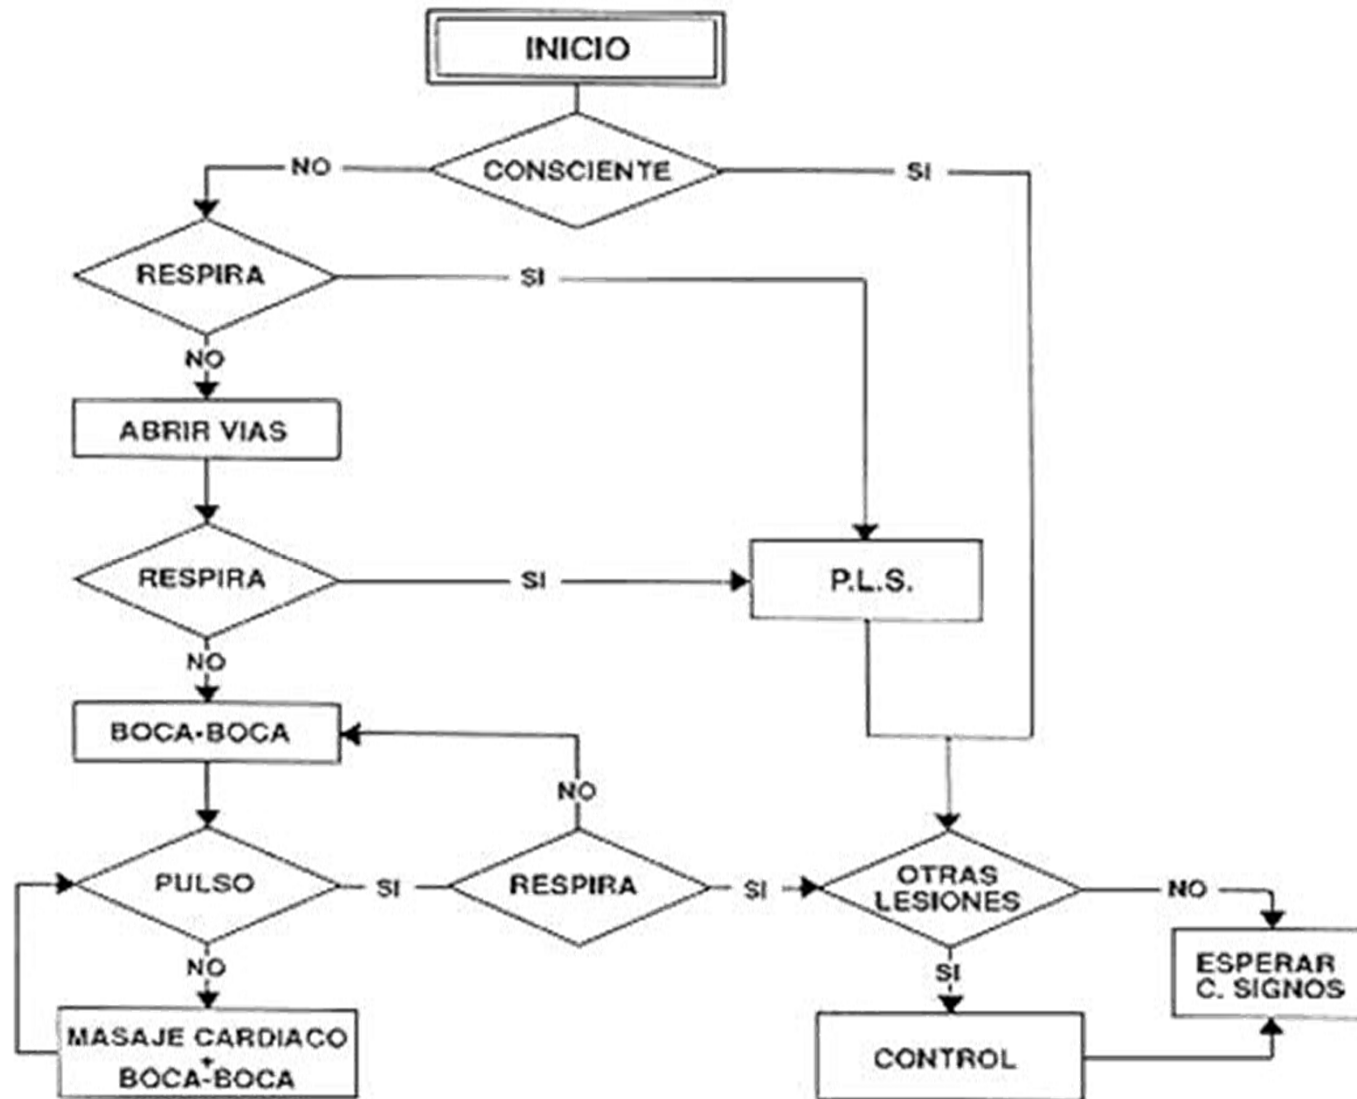 INICIO
CONSCIENTE
NO
SI
RESPIRA
SI
NO
ABRIR VIAS
RESPIRA
SI
P.L.S.
NO
BOCA-BOCA
NO
PULSO
SI
RESPIRA
SI
OTRAS
LESIONES
NO
NO
SI
ESPERAR
C. SIGNOS
MASAJE CARDIACO
+
BOCA-BOCA
CONTROL